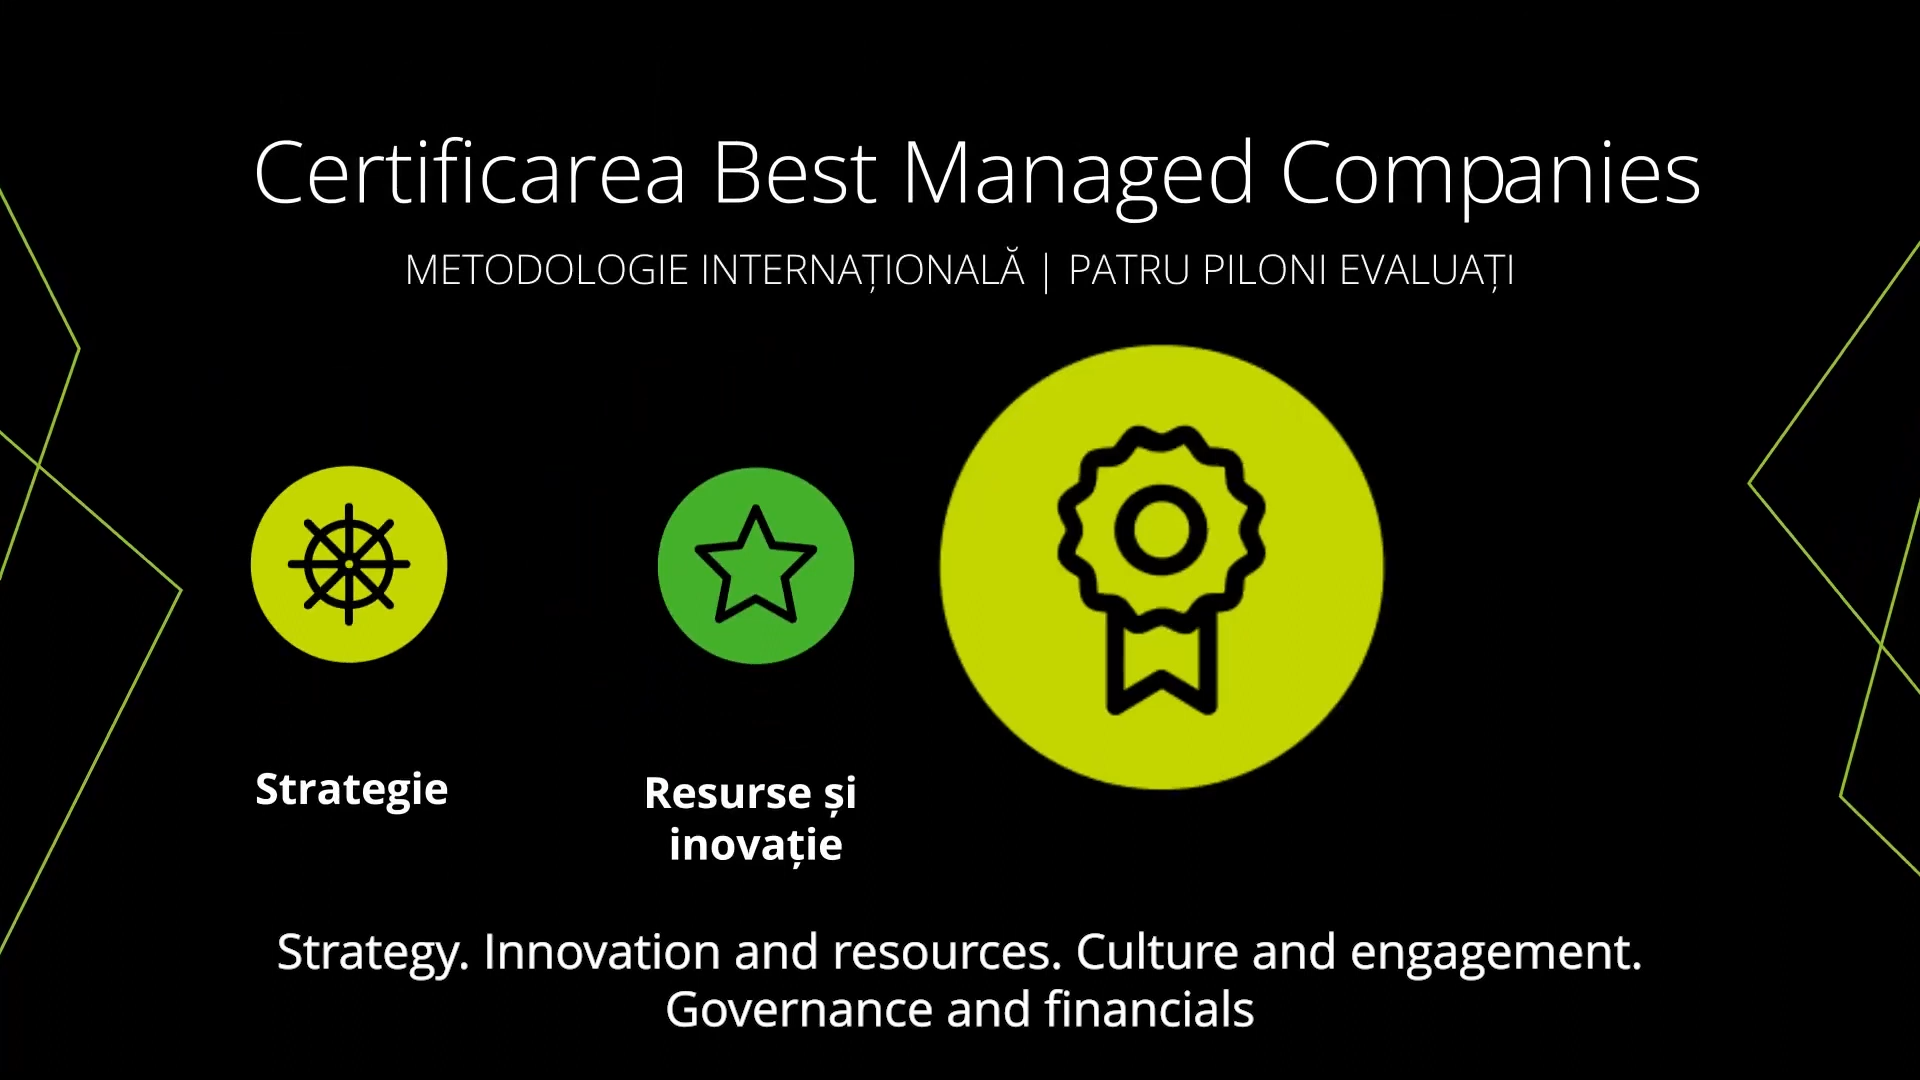 Certificarea Best Managed Companies
METODOLOGIE INTERNAȚIONALĂ | PATRU PILONI EVALUAȚI
Strategie
Resurse și
inovație
Strategy. Innovation and resources. Culture and engagement.
Governance and financials